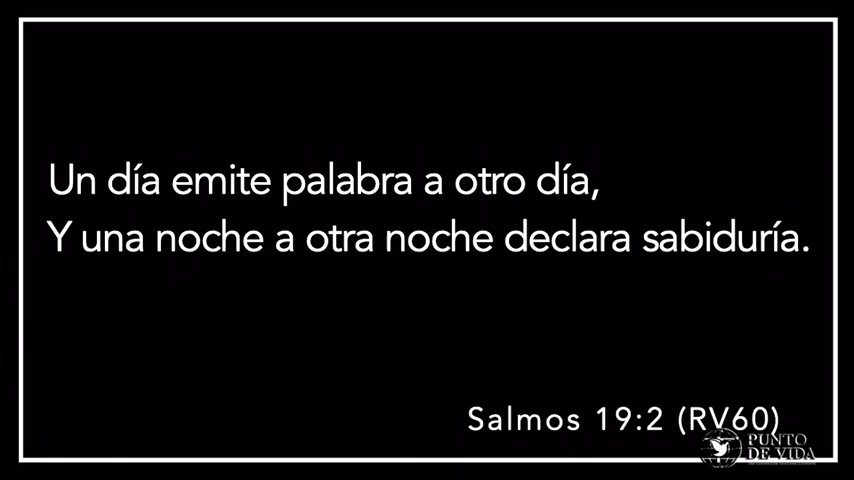 Un día emite palabra a otro día,
Y una noche a otra noche declara sabiduría.
Salmos 19:2 (RV60)
PUNTO
DE VIDA